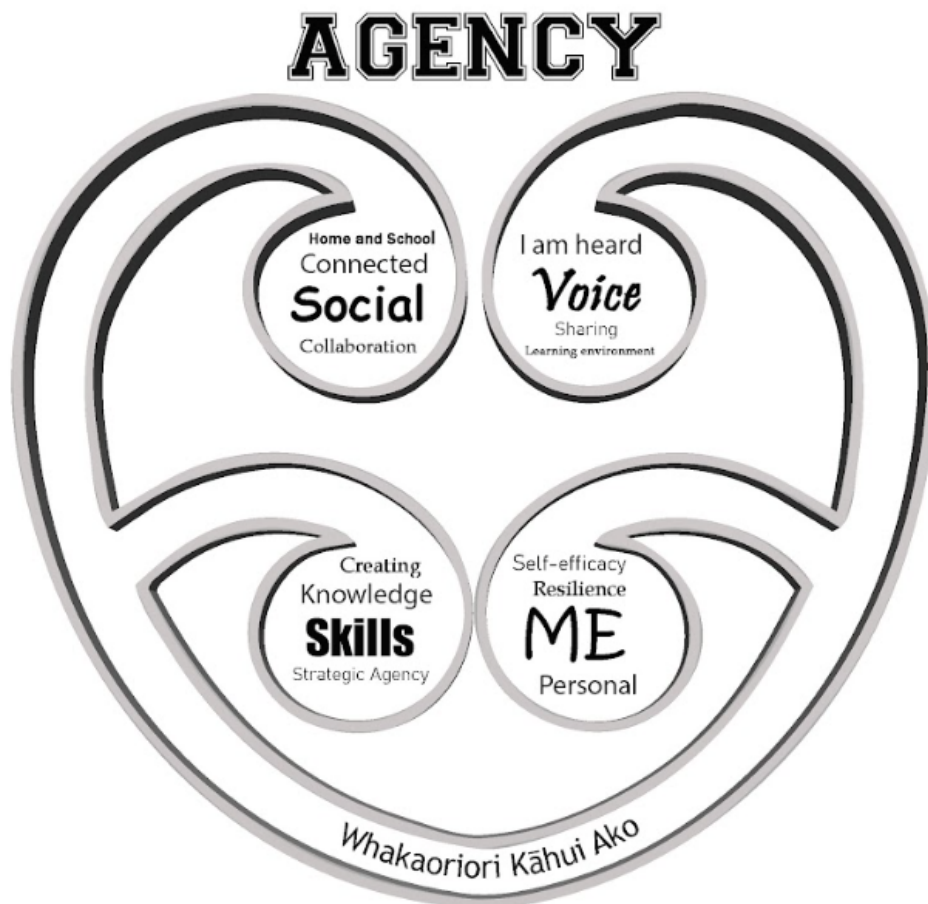 AGENCY
Home and School
Connected
Social
Collaboration
I am heard
Voice
Sharing
Learning environment
Creating
Knowledge
Skills
Strategic Agency
Self-efficacy
Resilience
ME
Personal
Whakaoriori Kāhui Ako